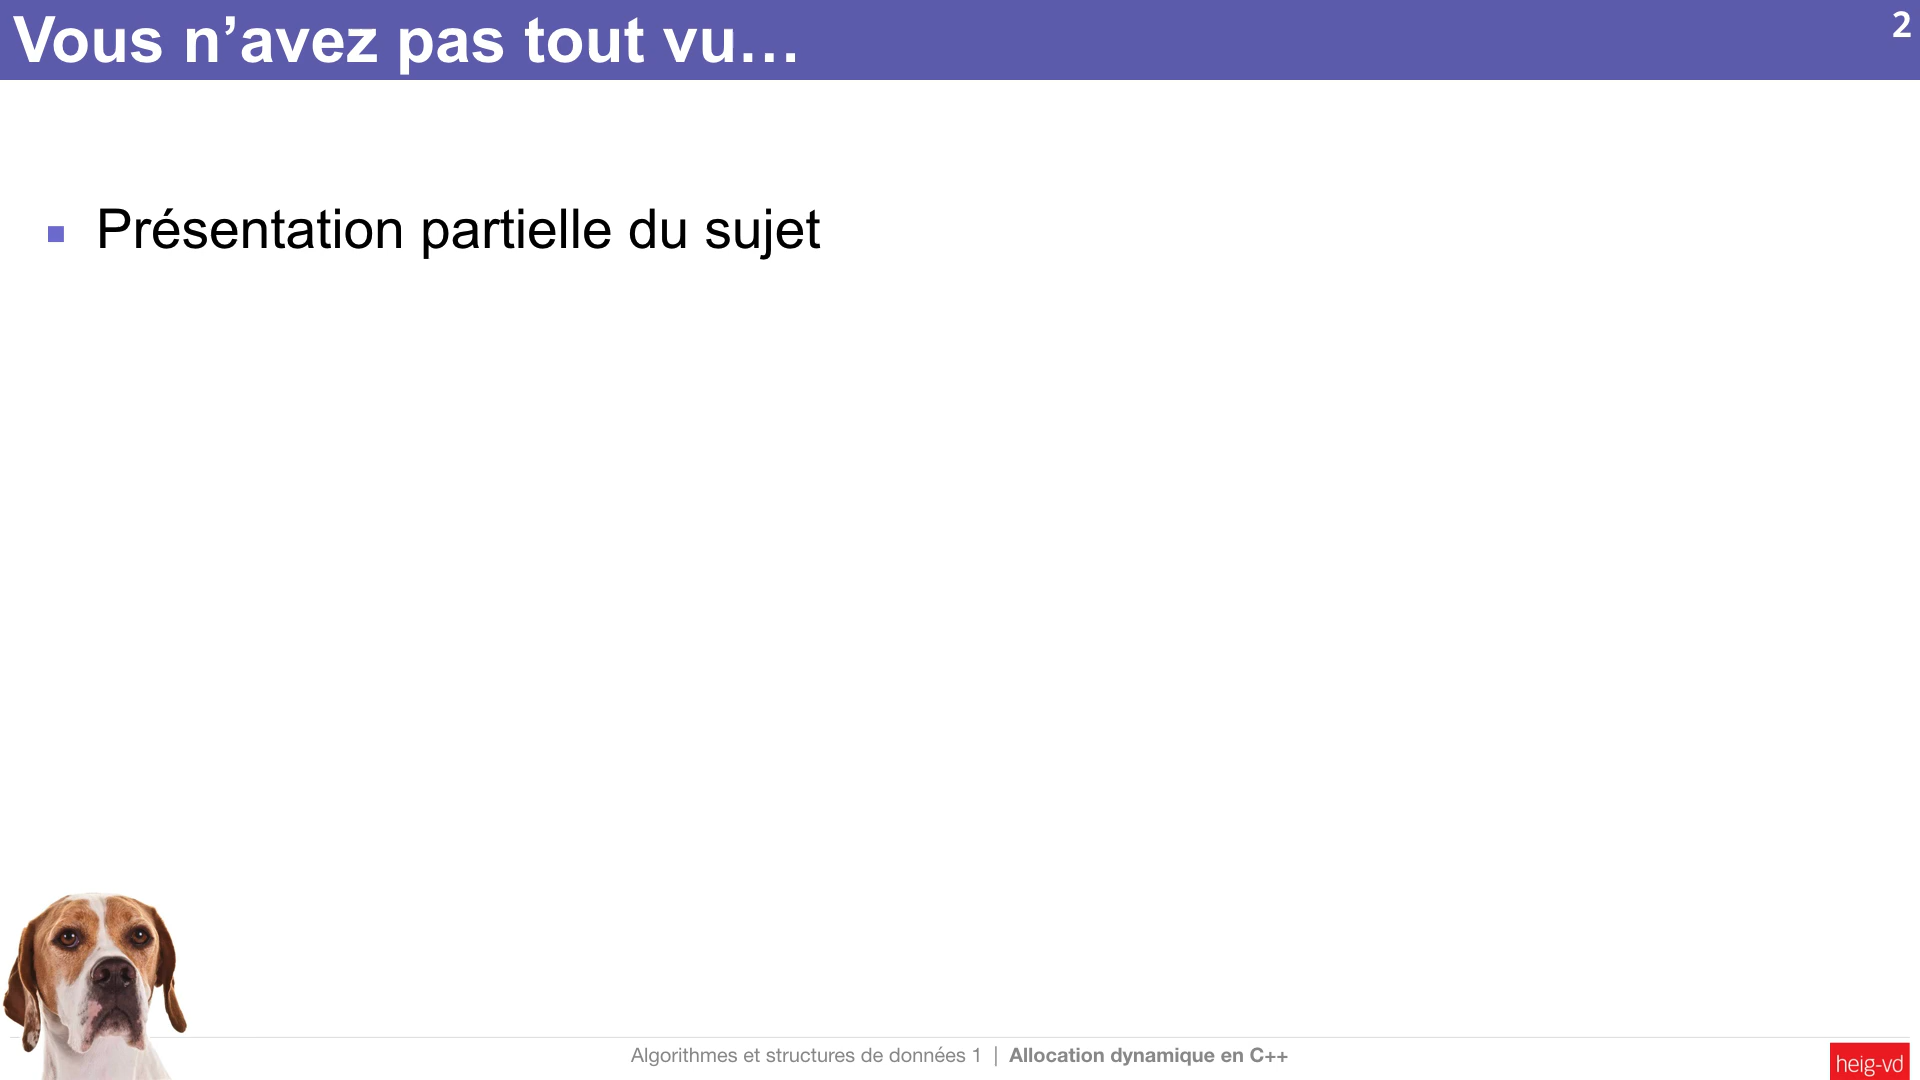 Vous n’avez pas tout vu…
2
Présentation partielle du sujet
Algorithmes et structures de données 1 | Allocation dynamique en C++
heig-vd